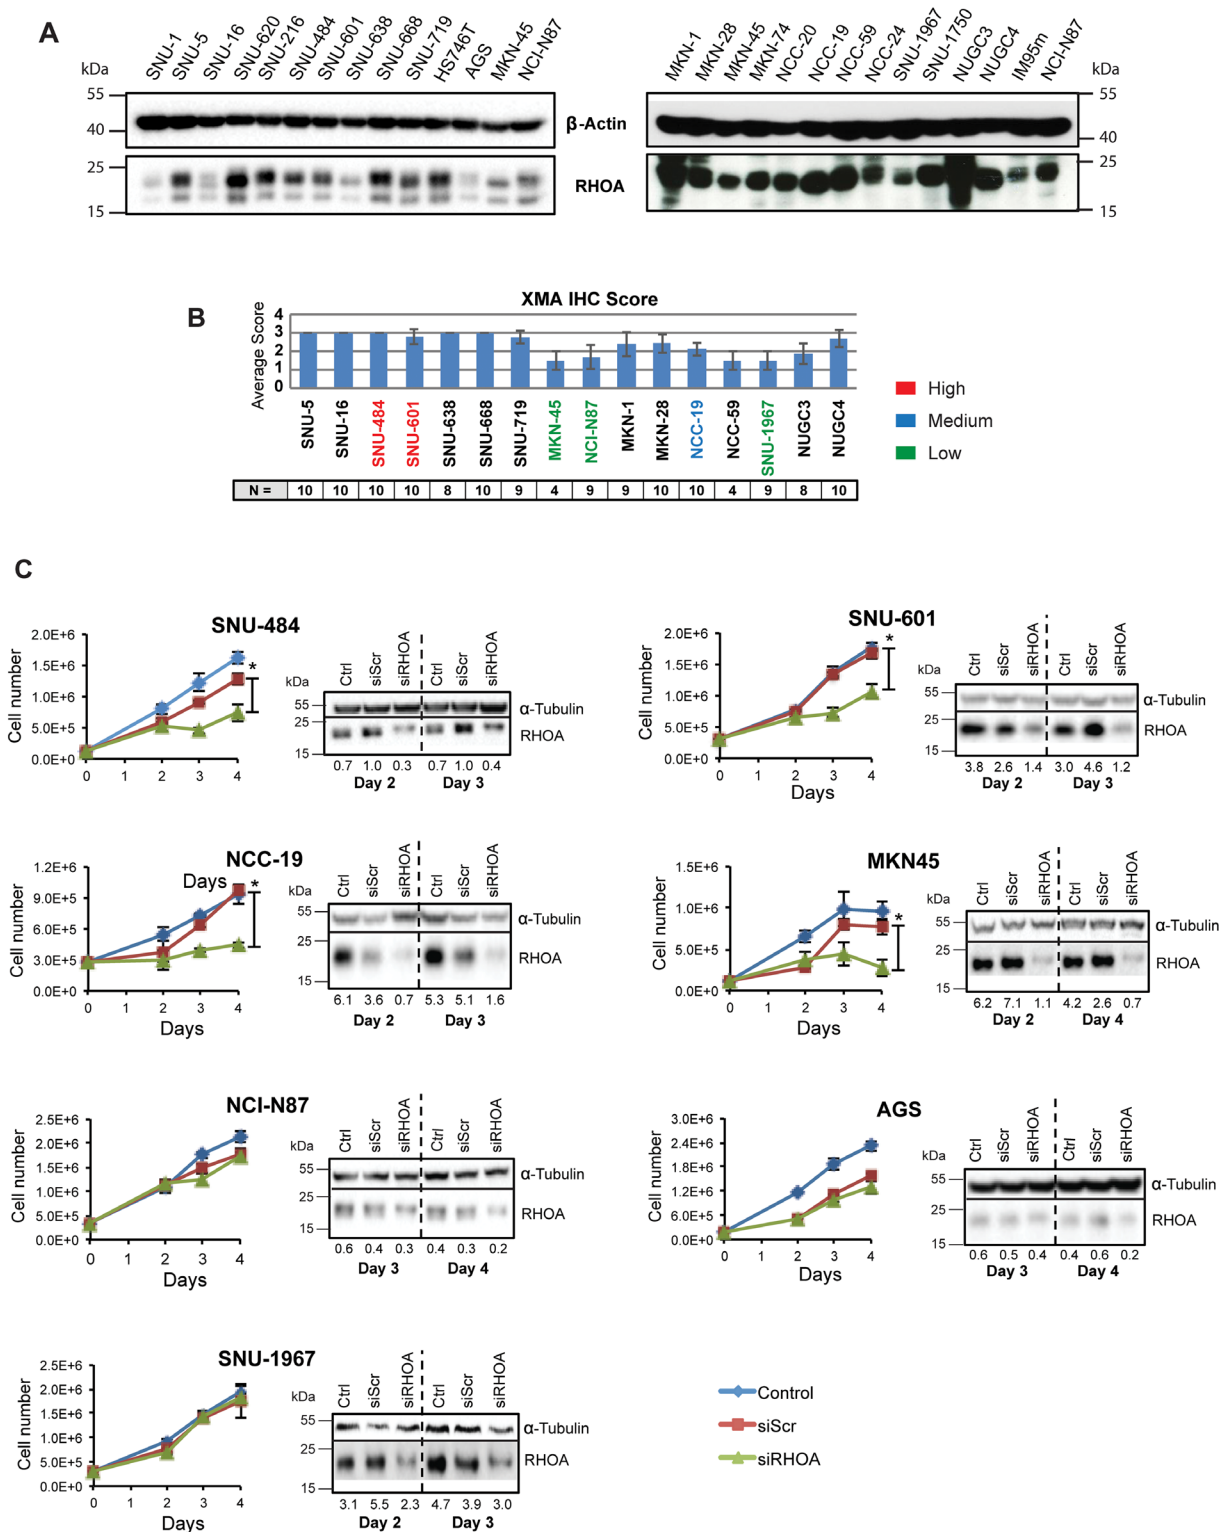 A
kDa
SNU-1
SNU-5
SNU-16
SNU-620
SNU-216
SNU-484
SNU-601
SNU-638
SNU-668
SNU-719
HS746T
AGS
MKN-45
NCI-N87
55
40
25
15
β-Actin
RHOA
MKN-1
MKN-28
MKN-45
MKN-74
NCC-20
NCC-19
NCC-59
NCC-24
SNU-1967
SNU-1750
NUGC3
NUGC4
IM95m
NCI-N87
kDa
55
40
25
15
B
XMA IHC Score
Average Score
4
3
2
1
0
SNU-5
SNU-16
SNU-484
SNU-601
SNU-638
SNU-668
SNU-719
MKN-45
NCI-N87
MKN-1
MKN-28
NCC-19
NCC-59
SNU-1967
NUGC3
NUGC4
N = 10 10 10 10 8 10 9 4 9 9 10 10 4 9 8 10
High
Medium
Low
C
SNU-484
Cell number
2.0E+6
1.5E+6
1.0E+6
5.0E+5
0.0E+0
0 1 2 3 4
*
kDa
Ctrl siScr siRHOA Ctrl siScr siRHOA
55
25
15
α-Tubulin
RHOA
0.7 1.0 0.3 0.7 1.0 0.4
Day 2 Day 3
SNU-601
Cell number
2.0E+6
1.5E+6
1.0E+6
5.0E+5
0.0E+0
0 1 2 3 4
Days
*
kDa
Ctrl siScr siRHOA Ctrl siScr siRHOA
55
25
15
α-Tubulin
RHOA
3.8 2.6 1.4 3.0 4.6 1.2
Day 2 Day 3
NCC-19
Cell number
1.2E+6
9.0E+5
6.0E+5
3.0E+5
0.0E+0
0 1 2 3 4
Days
Days
*
kDa
Ctrl siScr siRHOA Ctrl siScr siRHOA
55
25
15
α-Tubulin
RHOA
6.1 3.6 0.7 5.3 5.1 1.6
Day 2 Day 3
MKN45
Cell number
1.5E+6
1.0E+6
5.0E+5
0.0E+0
0 1 2 3 4
Days
*
kDa
Ctrl siScr siRHOA Ctrl siScr siRHOA
55
25
15
α-Tubulin
RHOA
6.2 7.1 1.1 4.2 2.6 0.7
Day 2 Day 4
NCI-N87
Cell number
2.5E+6
2.0E+6
1.5E+6
1.0E+6
5.0E+5
0.0E+0
0 1 2 3 4
Days
kDa
Ctrl siScr siRHOA Ctrl siScr siRHOA
55
25
15
α-Tubulin
RHOA
0.6 0.4 0.3 0.4 0.3 0.2
Day 3 Day 4
AGS
Cell number
3.0E+6
2.4E+6
1.8E+6
1.2E+6
6.0E+5
0.0E+0
0 1 2 3 4
Days
kDa
Ctrl siScr siRHOA Ctrl siScr siRHOA
55
25
15
α-Tubulin
RHOA
0.6 0.5 0.4 0.4 0.6 0.2
Day 3 Day 4
SNU-1967
Cell number
2.5E+6
2.0E+6
1.5E+6
1.0E+6
5.0E+5
0.0E+0
0 1 2 3 4
Days
kDa
Ctrl siScr siRHOA Ctrl siScr siRHOA
55
25
15
α-Tubulin
RHOA
3.1 5.5 2.3 4.7 3.9 3.0
Day 2 Day 3
Control
siScr
siRHOA